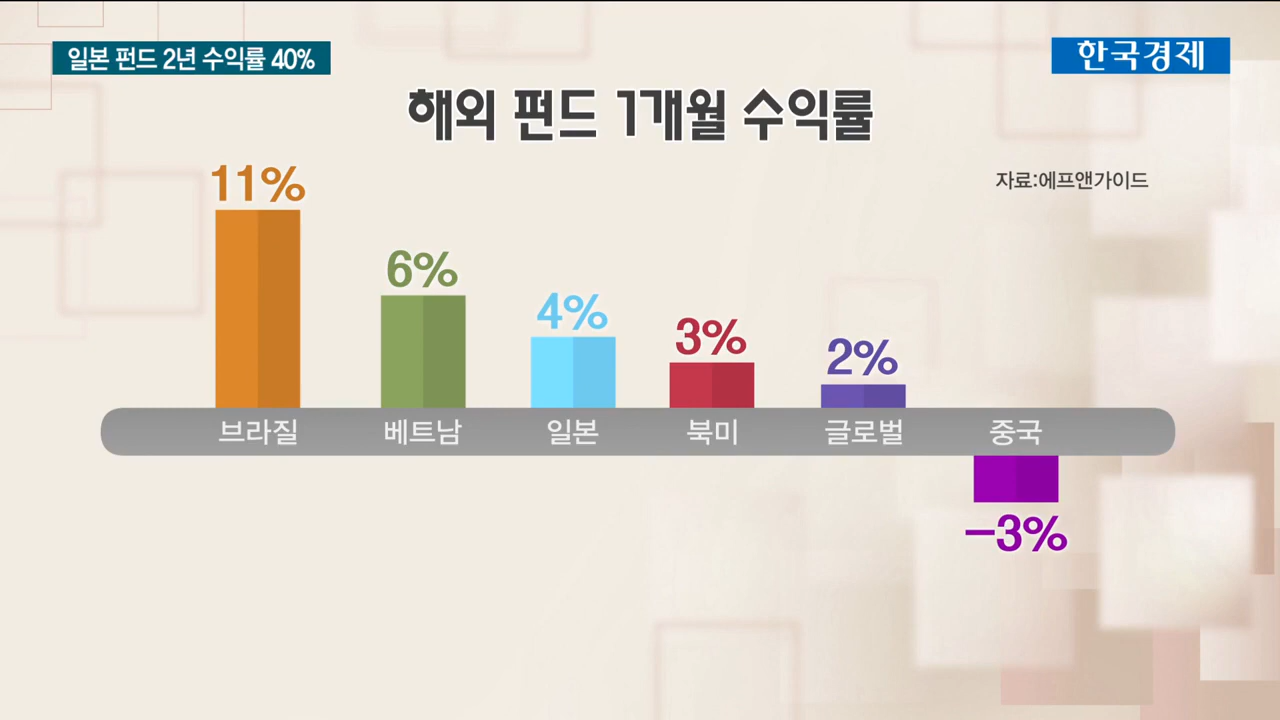 일본 펀드 2년 수익률 40%
한국경제
해외 펀드 1개월 수익률
자료:에프앤가이드
11%
6%
4%
3%
2%
브라질
베트남
일본
북미
글로벌
중국
-3%